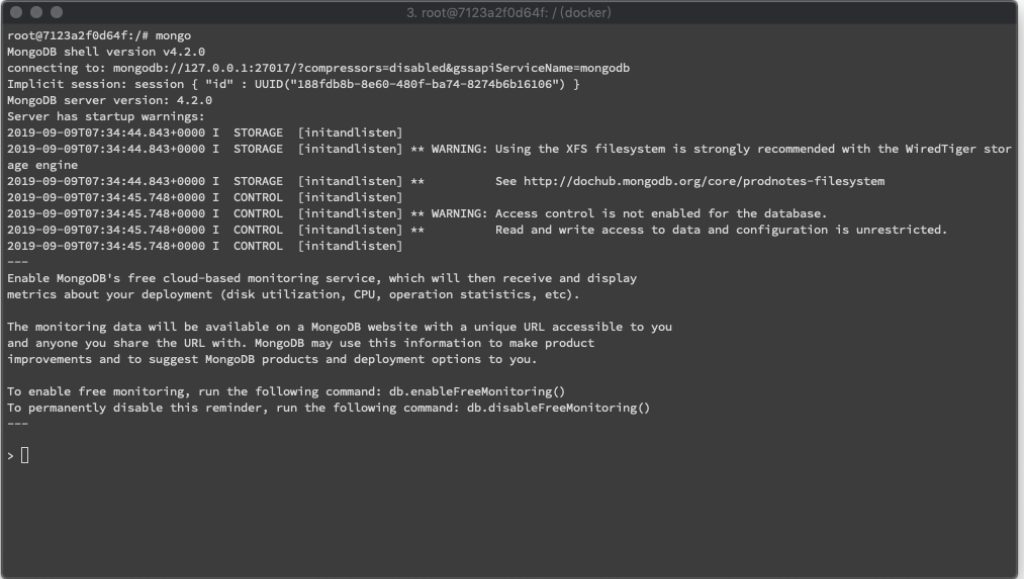 3. root@7123a2f0d64f: / (docker)
root@7123a2f0d64f:/# mongo
MongoDB shell version v4.2.0
connecting to: mongodb://127.0.0.1:27017/?compressors=disabled&gssapiServiceName=mongodb
Implicit session: session { "id" : UUID("188fdb8b-8e60-480f-ba74-8274b6b16106") }
MongoDB server version: 4.2.0
Server has startup warnings:
2019-09-09T07:34:44.843+0000 I  STORAGE  [initandlisten]
2019-09-09T07:34:44.843+0000 I  STORAGE  [initandlisten] ** WARNING: Using the XFS filesystem is strongly recommended with the WiredTiger stor
age engine
2019-09-09T07:34:44.843+0000 I  STORAGE  [initandlisten] **          See http://dochub.mongodb.org/core/prodnotes-filesystem
2019-09-09T07:34:45.748+0000 I  CONTROL  [initandlisten]
2019-09-09T07:34:45.748+0000 I  CONTROL  [initandlisten] ** WARNING: Access control is not enabled for the database.
2019-09-09T07:34:45.748+0000 I  CONTROL  [initandlisten] **          Read and write access to data and configuration is unrestricted.
2019-09-09T07:34:45.748+0000 I  CONTROL  [initandlisten]
---
Enable MongoDB's free cloud-based monitoring service, which will then receive and display
metrics about your deployment (disk utilization, CPU, operation statistics, etc).

The monitoring data will be available on a MongoDB website with a unique URL accessible to you
and anyone you share the URL with. MongoDB may use this information to make product
improvements and to suggest MongoDB products and deployment options to you.

To enable free monitoring, run the following command: db.enableFreeMonitoring()
To permanently disable this reminder, run the following command: db.disableFreeMonitoring()
---

>